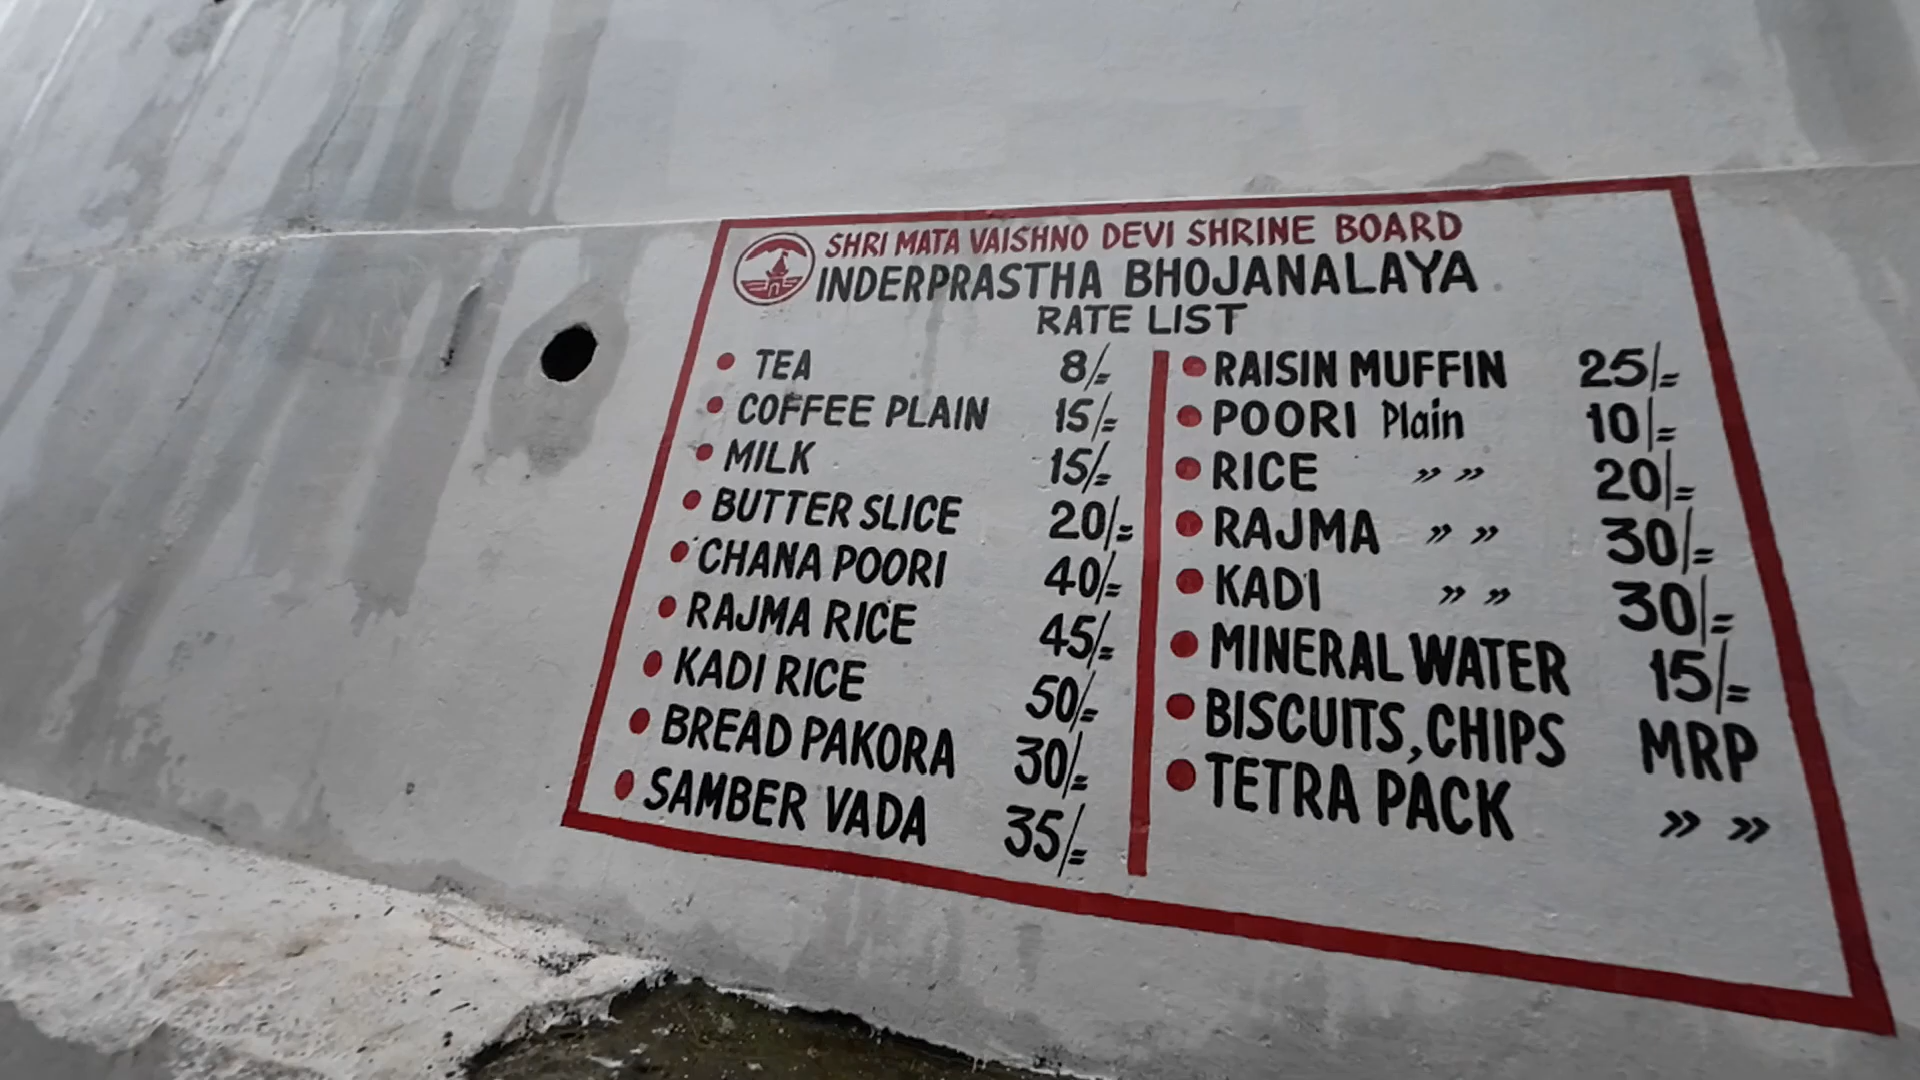 SHRI MATA VAISHNO DEVI SHRINE BOARD
INDERPRASTHA BHOJANALAYA
RATE LIST
• TEA 8/=
• COFFEE PLAIN 15/=
• MILK 15/=
• BUTTER SLICE 20/=
• CHANA POORI 40/=
• RAJMA RICE 45/=
• KADI RICE 50/=
• BREAD PAKORA 30/=
• SAMBER VADA 35/=
• RAISIN MUFFIN 25/=
• POORI Plain 10/=
• RICE " " 20/=
• RAJMA " " 30/=
• KADI " " 30/=
• MINERAL WATER 15/=
• BISCUITS, CHIPS MRP
• TETRA PACK " "